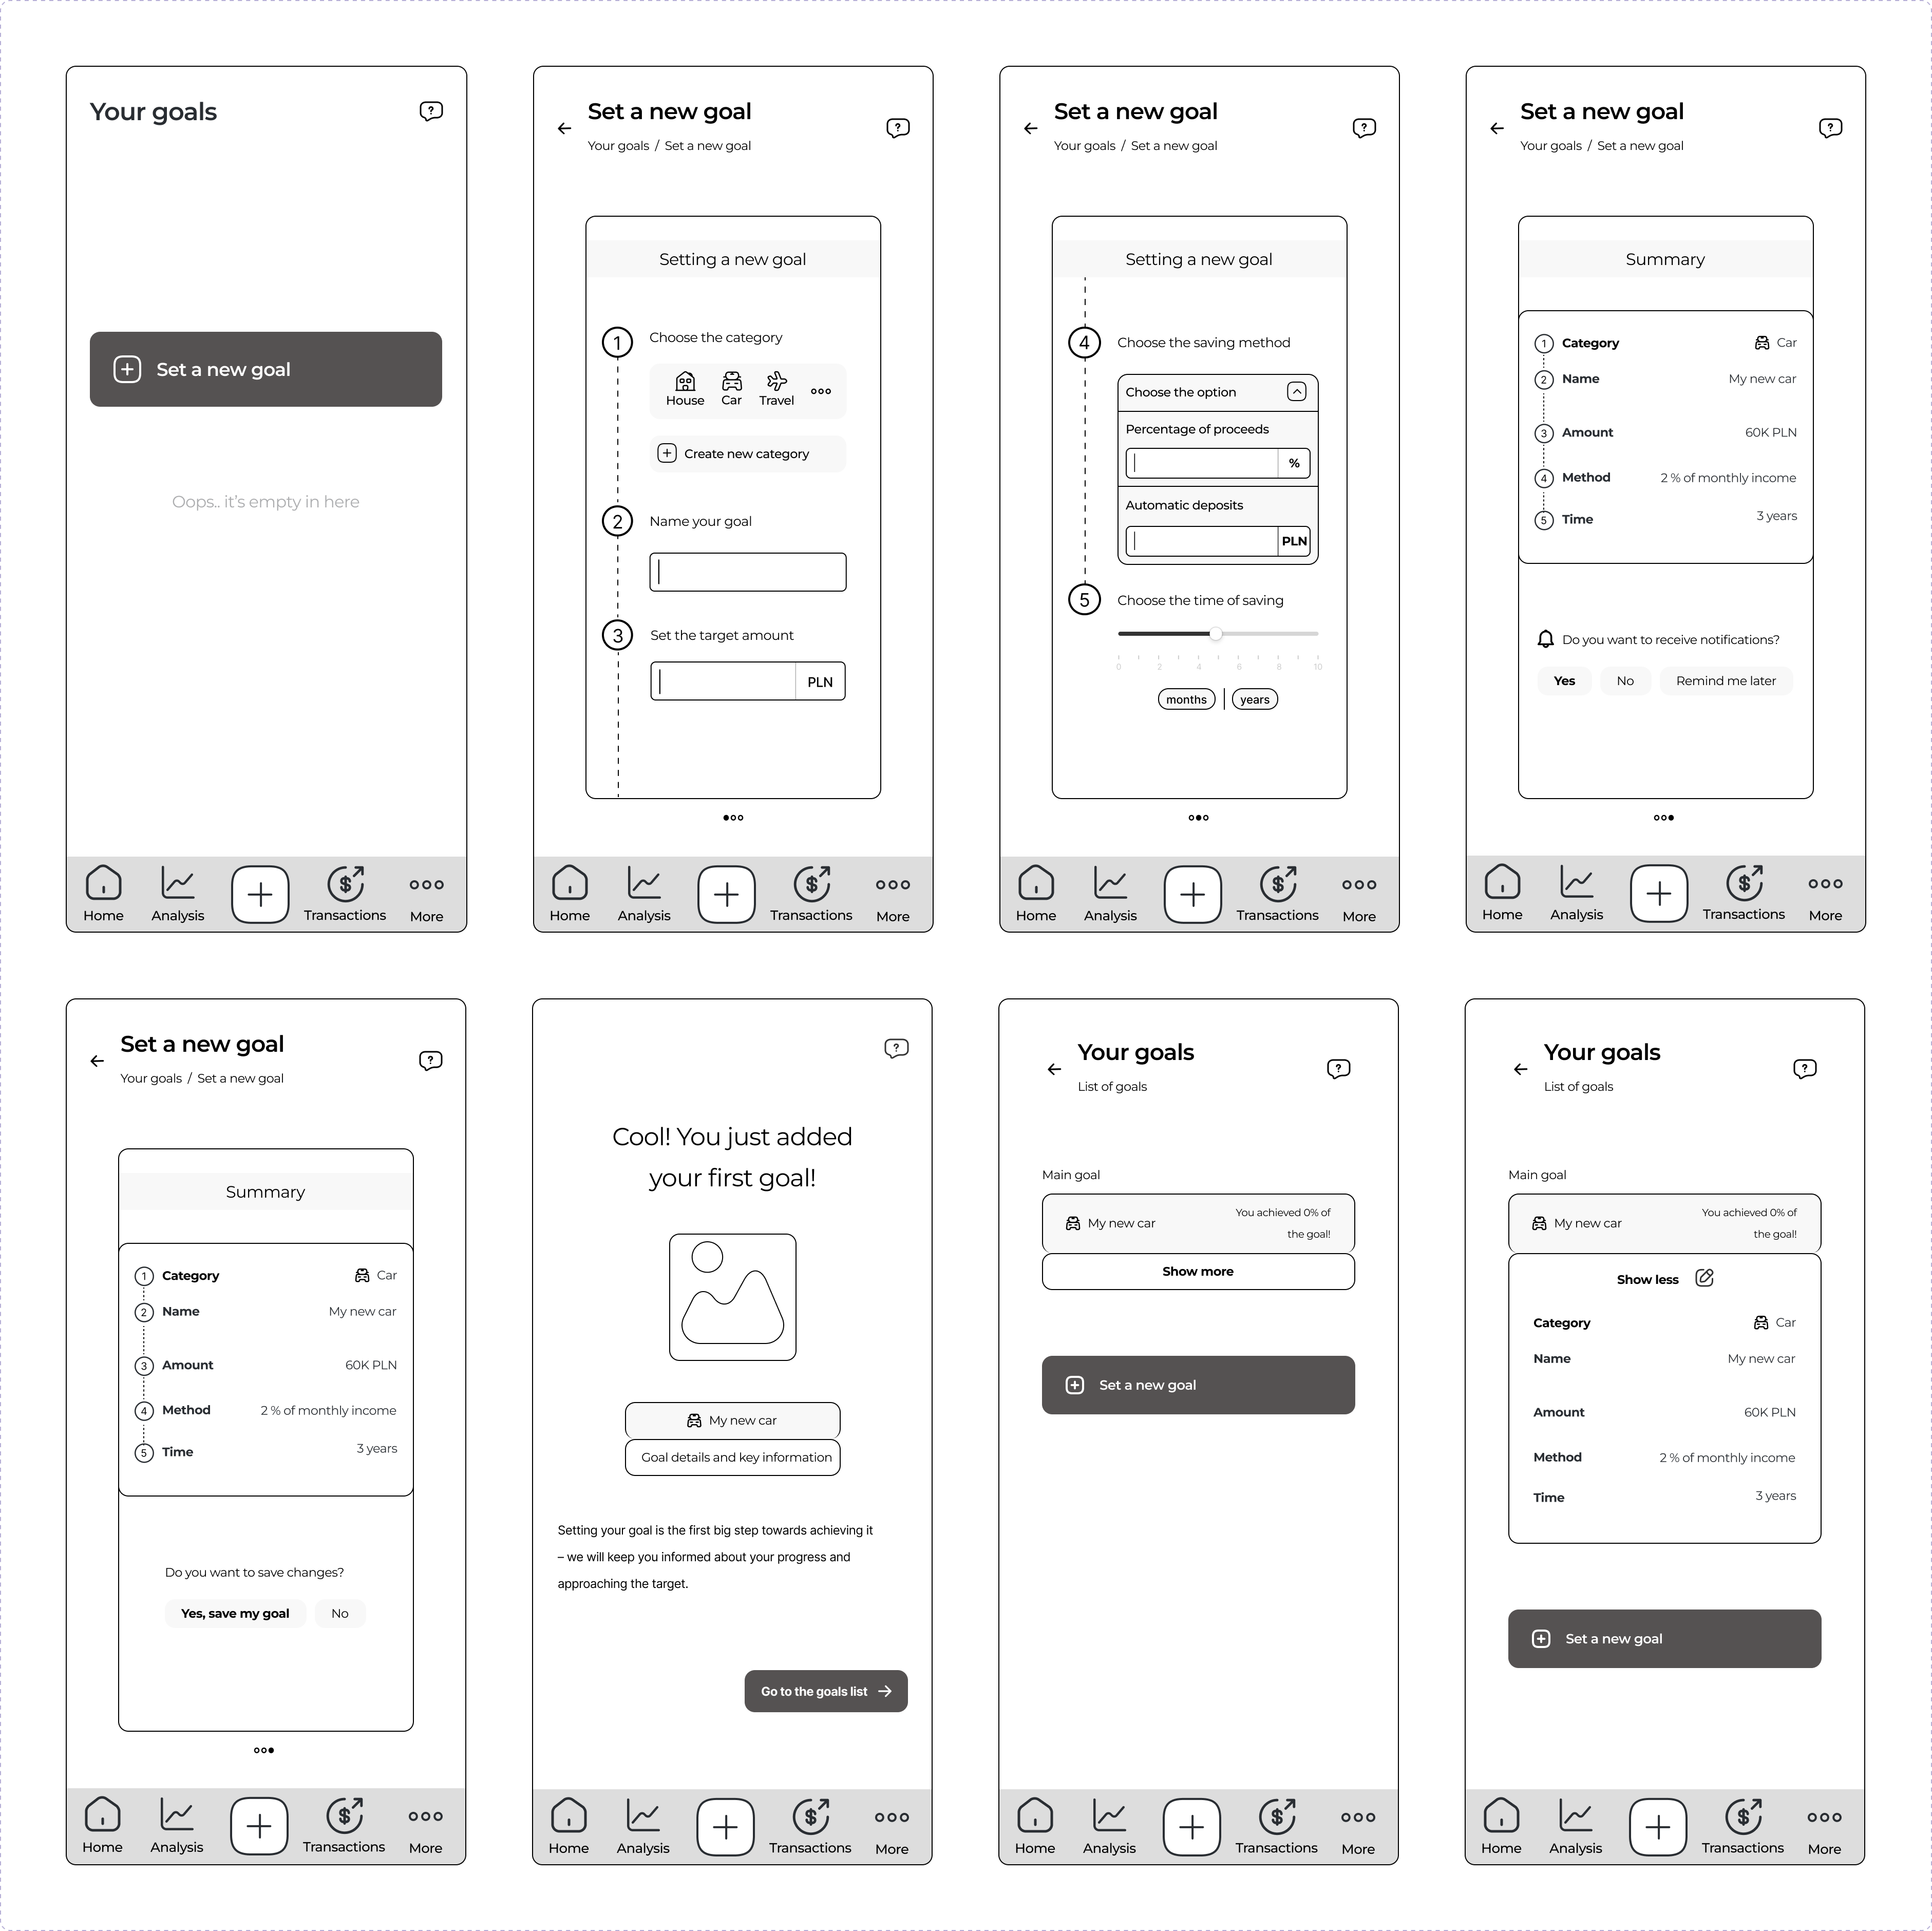 Your goals
?
Set a new goal
Oops.. it's empty in here
Home
Analysis
Transactions
More
Set a new goal
Your goals / Set a new goal
?
Setting a new goal
1
Choose the category
House
Car
Travel
Create new category
2
Name your goal
3
Set the target amount
PLN
Home
Analysis
Transactions
More
Set a new goal
Your goals / Set a new goal
?
Setting a new goal
4
Choose the saving method
Choose the option
Percentage of proceeds
%
Automatic deposits
PLN
5
Choose the time of saving
0 2 4 6 8 10
months
years
Home
Analysis
Transactions
More
Set a new goal
Your goals / Set a new goal
?
Summary
1 Category Car
2 Name My new car
3 Amount 60K PLN
4 Method 2 % of monthly income
5 Time 3 years
Do you want to receive notifications?
Yes No Remind me later
Home
Analysis
Transactions
More
Set a new goal
Your goals / Set a new goal
?
Summary
1 Category Car
2 Name My new car
3 Amount 60K PLN
4 Method 2 % of monthly income
5 Time 3 years
Do you want to save changes?
Yes, save my goal No
Home
Analysis
Transactions
More
?
Cool! You just added
your first goal!
My new car
Goal details and key information
Setting your goal is the first big step towards achieving it
– we will keep you informed about your progress and
approaching the target.
Go to the goals list
Home
Analysis
Transactions
More
Your goals
List of goals
?
Main goal
My new car
You achieved 0% of
the goal!
Show more
Set a new goal
Home
Analysis
Transactions
More
Your goals
List of goals
?
Main goal
My new car
You achieved 0% of
the goal!
Show less
Category Car
Name My new car
Amount 60K PLN
Method 2 % of monthly income
Time 3 years
Set a new goal
Home
Analysis
Transactions
More